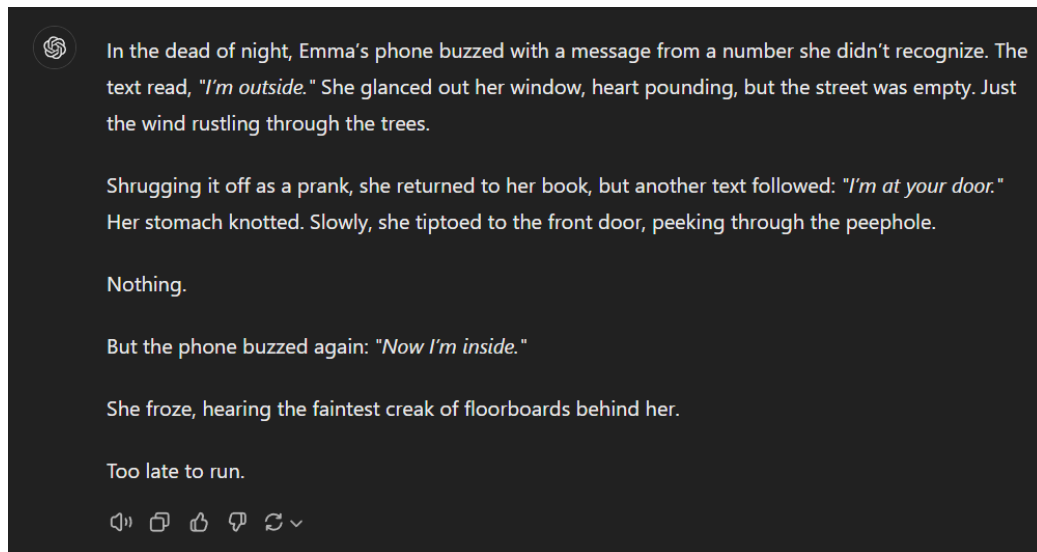 In the dead of night, Emma’s phone buzzed with a message from a number she didn’t recognize. The
text read, "I’m outside." She glanced out her window, heart pounding, but the street was empty. Just
the wind rustling through the trees.
Shrugging it off as a prank, she returned to her book, but another text followed: "I’m at your door."
Her stomach knotted. Slowly, she tiptoed to the front door, peeking through the peephole.
Nothing.
But the phone buzzed again: "Now I’m inside."
She froze, hearing the faintest creak of floorboards behind her.
Too late to run.